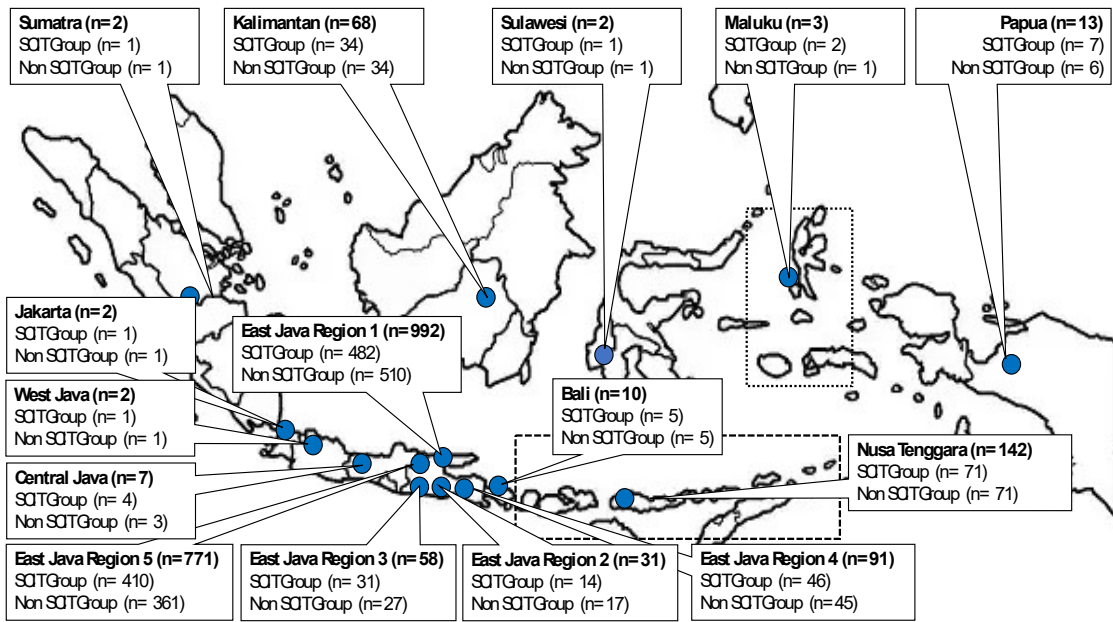 Sumatra (n=2)
SCITGroup (n= 1)
Non SCITGroup (n= 1)
Kalimantan (n=68)
SCITGroup (n= 34)
Non SCITGroup (n= 34)
Sulawesi (n=2)
SCITGroup (n= 1)
Non SCITGroup (n= 1)
Maluku (n=3)
SCITGroup (n= 2)
Non SCITGroup (n= 1)
Papua (n=13)
SCITGroup (n= 7)
Non SCITGroup (n= 6)
Jakarta (n=2)
SCITGroup (n= 1)
Non SCITGroup (n= 1)
East Java Region 1 (n=992)
SCITGroup (n= 482)
Non SCITGroup (n= 510)
West Java (n=2)
SCITGroup (n= 1)
Non SCITGroup (n= 1)
Bali (n=10)
SCITGroup (n= 5)
Non SCITGroup (n= 5)
Nusa Tenggara (n=142)
SCITGroup (n= 71)
Non SCITGroup (n= 71)
Central Java (n=7)
SCITGroup (n= 4)
Non SCITGroup (n= 3)
East Java Region 5 (n=771)
SCITGroup (n= 410)
Non SCITGroup (n= 361)
East Java Region 3 (n=58)
SCITGroup (n= 31)
Non SCITGroup (n=27)
East Java Region 2 (n=31)
SCITGroup (n= 14)
Non SCITGroup (n=17)
East Java Region 4 (n=91)
SCITGroup (n= 46)
Non SCITGroup (n=45)